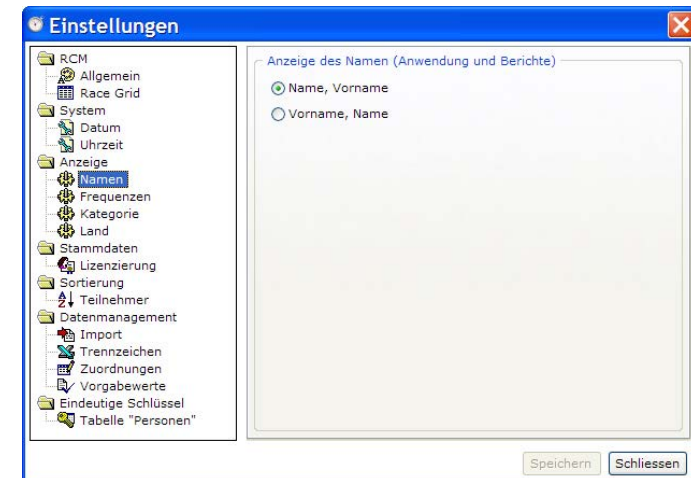 Einstellungen
RCM
Allgemein
Race Grid
System
Datum
Uhrzeit
Anzeige
Namen
Frequenzen
Kategorie
Land
Stammdaten
Lizenzierung
Sortierung
Teilnehmer
Datenmanagement
Import
Trennzeichen
Zuordnungen
Vorgabewerte
Eindeutige Schlüssel
Tabelle "Personen"
Anzeige des Namen (Anwendung und Berichte)
Name, Vorname
Vorname, Name
Speichern Schliessen